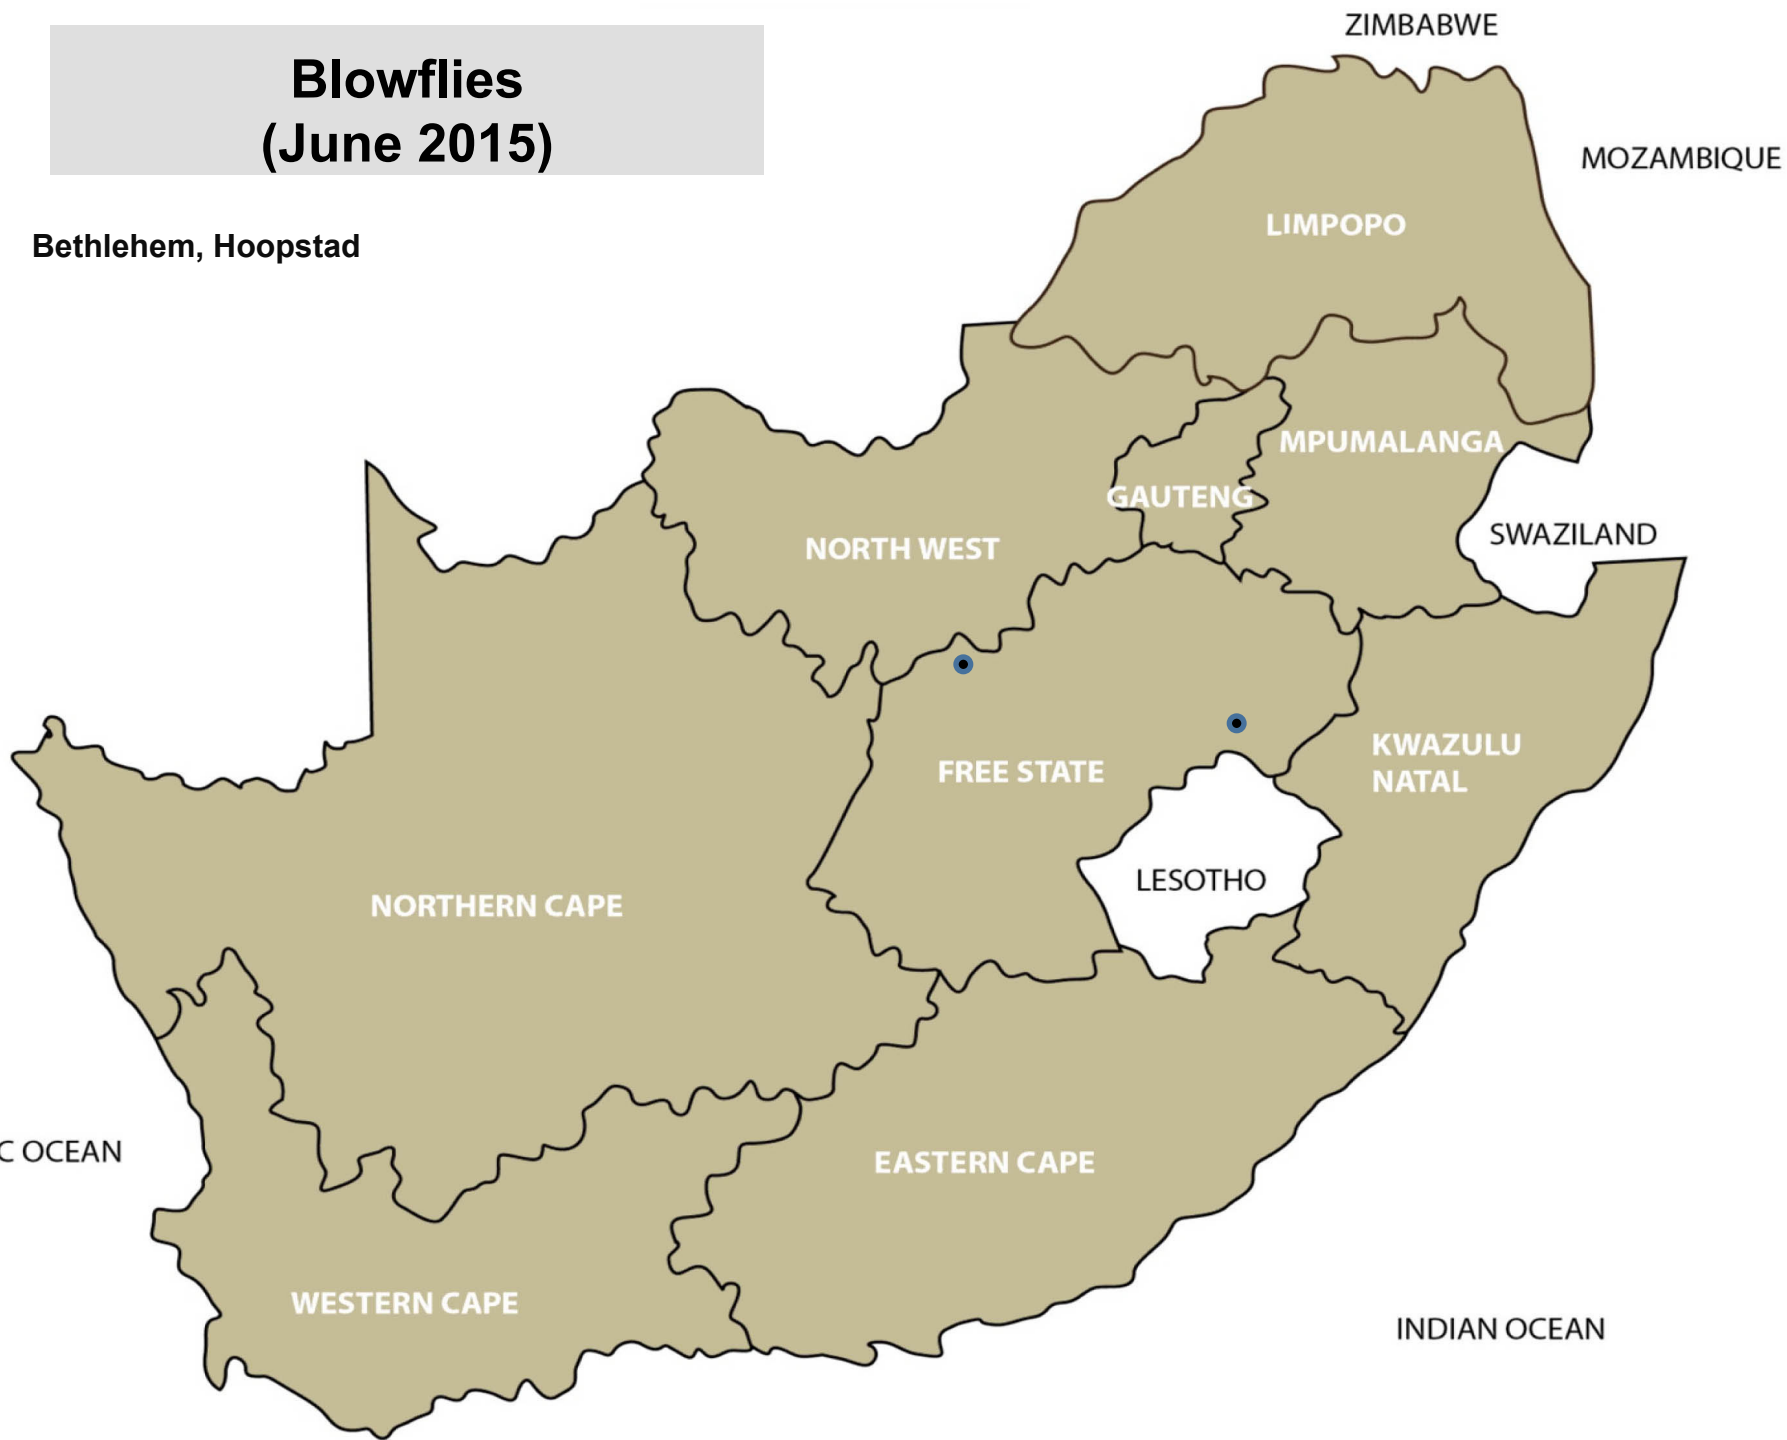 Blowflies
(June 2015)
Bethlehem, Hoopstad
ZIMBABWE
MOZAMBIQUE
LIMPOPO
MPUMALANGA
GAUTENG
NORTH WEST
SWAZILAND
FREE STATE
KWAZULU
NATAL
LESOTHO
NORTHERN CAPE
C OCEAN
EASTERN CAPE
WESTERN CAPE
INDIAN OCEAN